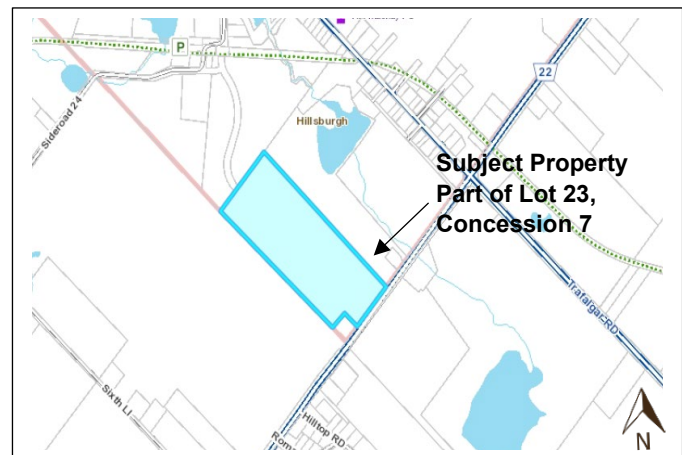 P
22
Sideroad 24
Hillsburgh
Subject Property
Part of Lot 23,
Concession 7
Trafalgar RD
Sixth LI
Hilltop RD
N